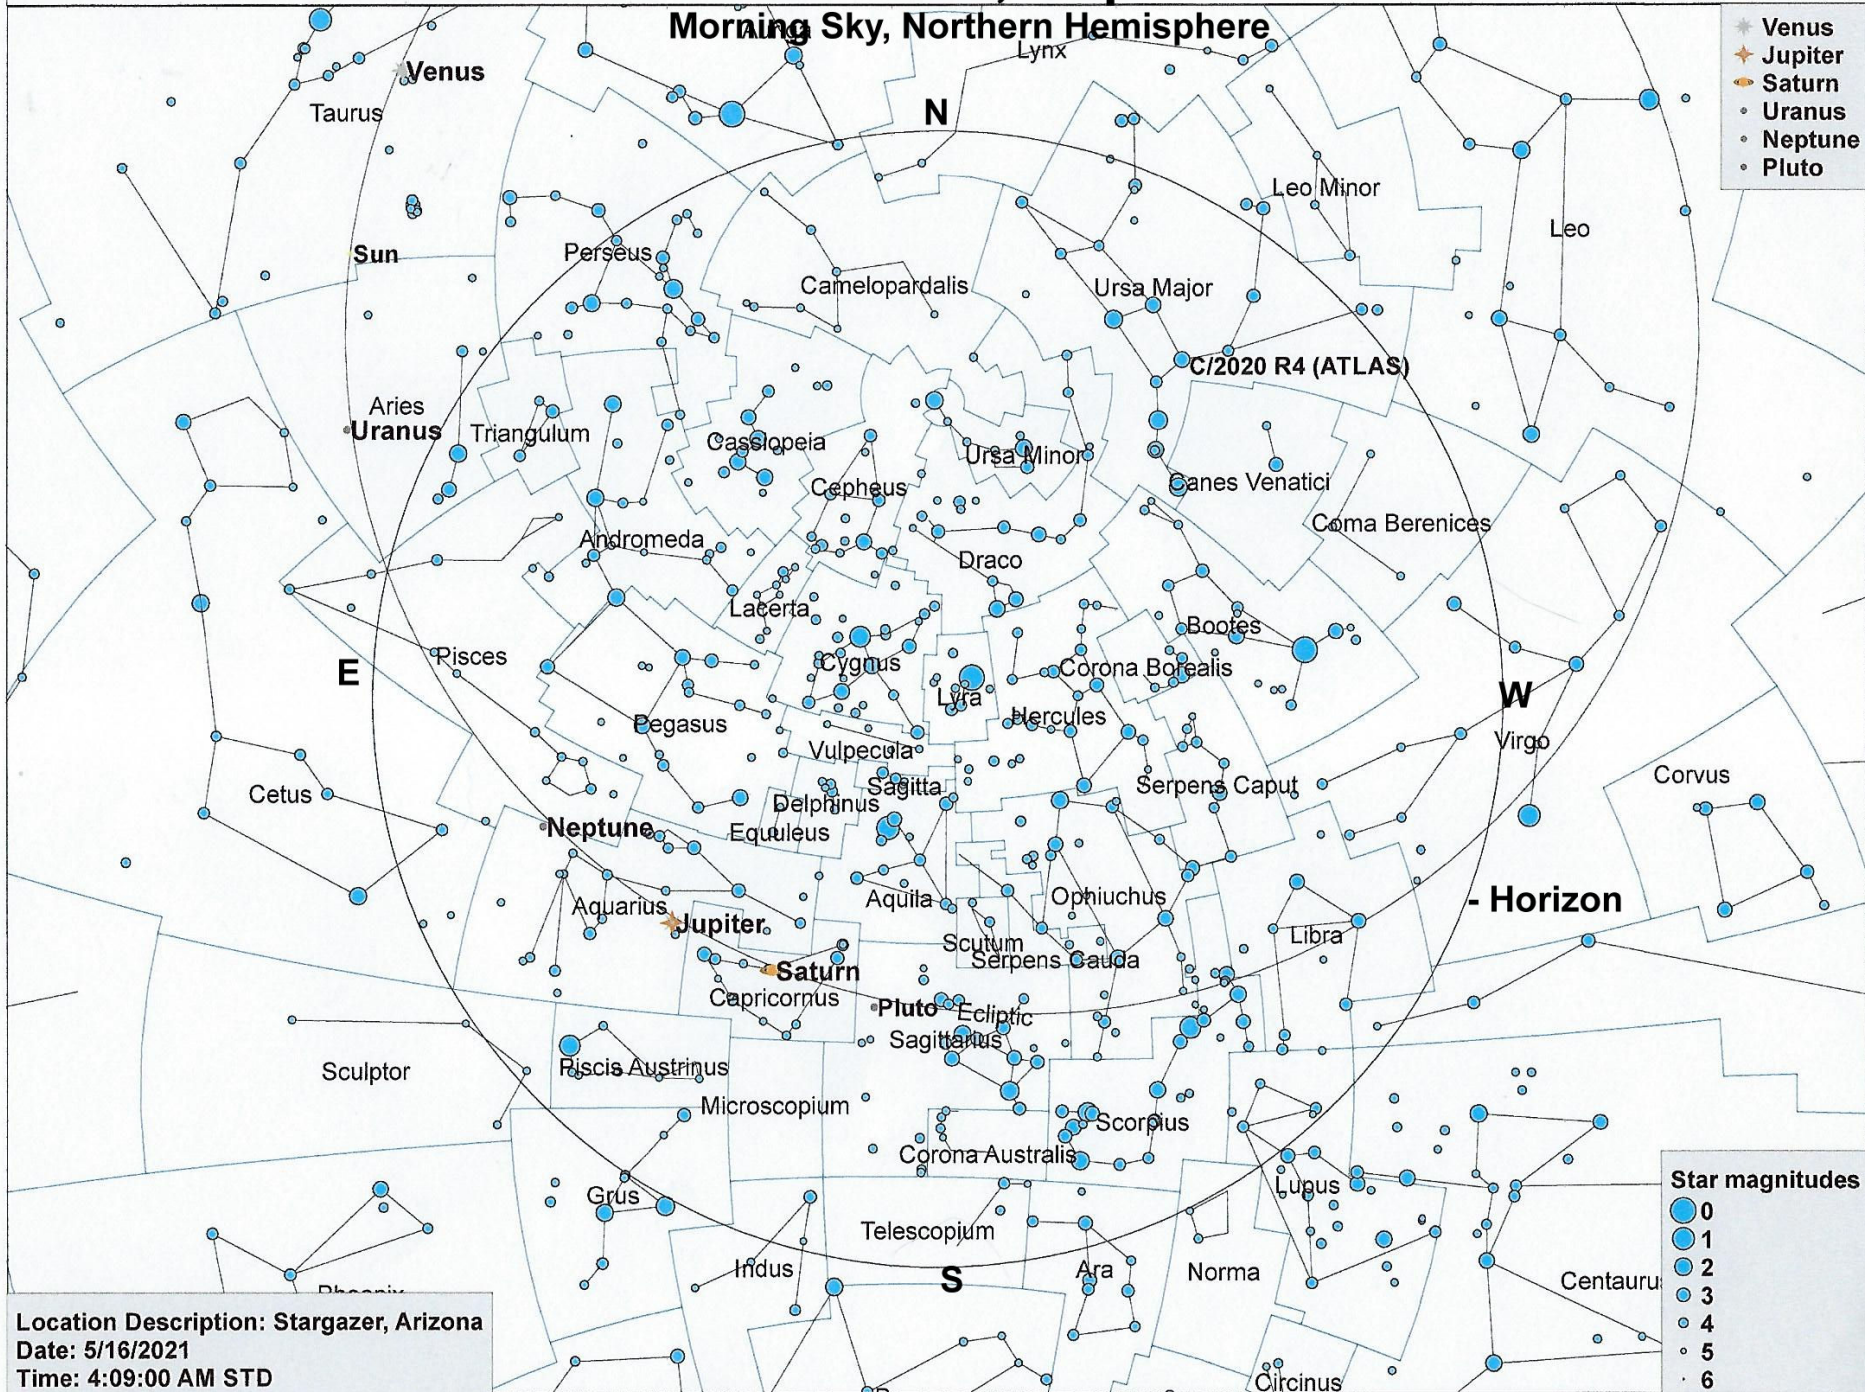 Morning Sky, Northern Hemisphere
Lynx
Venus
Jupiter
Saturn
Uranus
Neptune
Pluto
Venus
Taurus
N
Leo Minor
Leo
Sun
Perseus
Camelopardalis
Ursa Major
C/2020 R4 (ATLAS)
Aries
Uranus
Triangulum
Cassiopeia
Ursa Minor
Cepheus
Canes Venatici
Coma Berenices
Andromeda
Draco
Lacerta
Bootes
E
Pisces
Cygnus
Corona Borealis
Lyra
W
Pegasus
Hercules
Virgo
Vulpecula
Cetus
Sagitta
Serpens Caput
Corvus
Delphinus
Neptune
Equuleus
Aquila
Ophiuchus
- Horizon
Aquarius
Jupiter
Scutum
Libra
Serpens Cauda
Saturn
Capricornus
Pluto
Ecliptic
Sagittarius
Sculptor
Piscis Austrinus
Microscopium
Scorpius
Corona Australis
Grus
Lupus
Telescopium
Indus
S
Ara
Norma
Centauru
Circinus
Star magnitudes
0
1
2
3
4
5
6
Location Description: Stargazer, Arizona
Date: 5/16/2021
Time: 4:09:00 AM STD